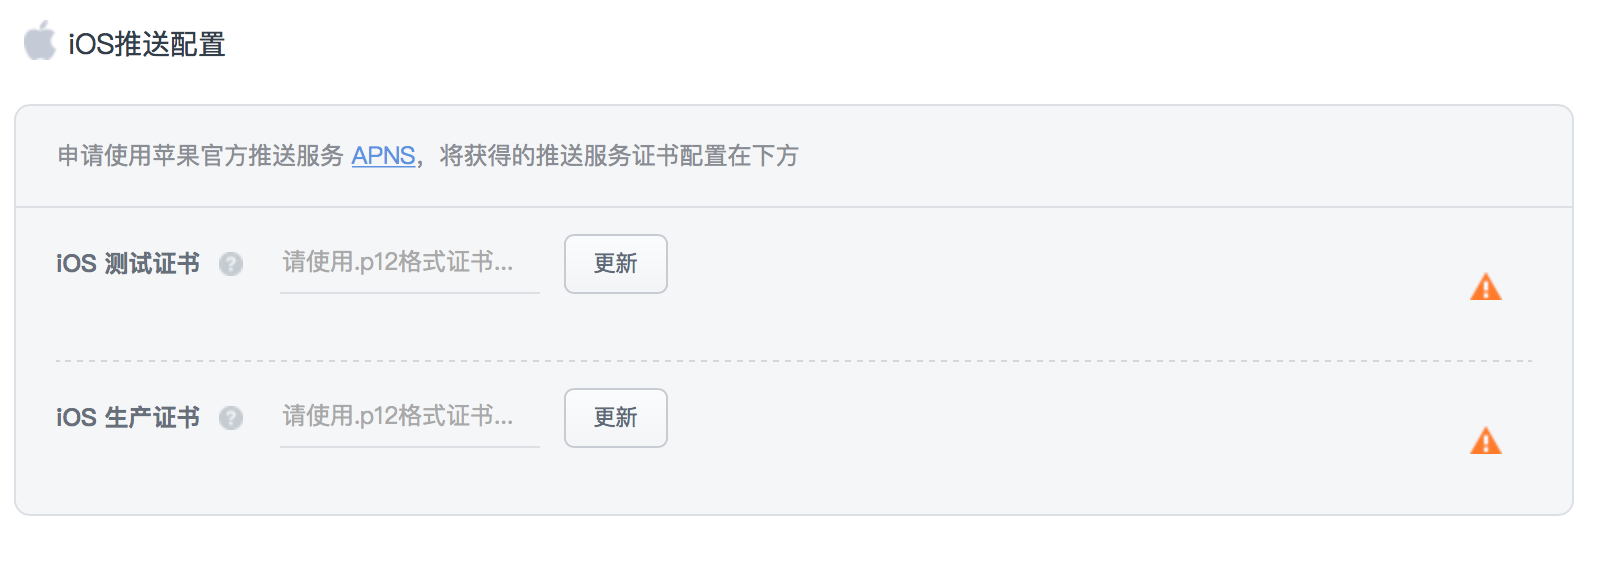 iOS推送配置
申请使用苹果官方推送服务 APNS，将获得的推送服务证书配置在下方
iOS 测试证书 ? 请使用.p12格式证书... 更新
iOS 生产证书 ? 请使用.p12格式证书... 更新